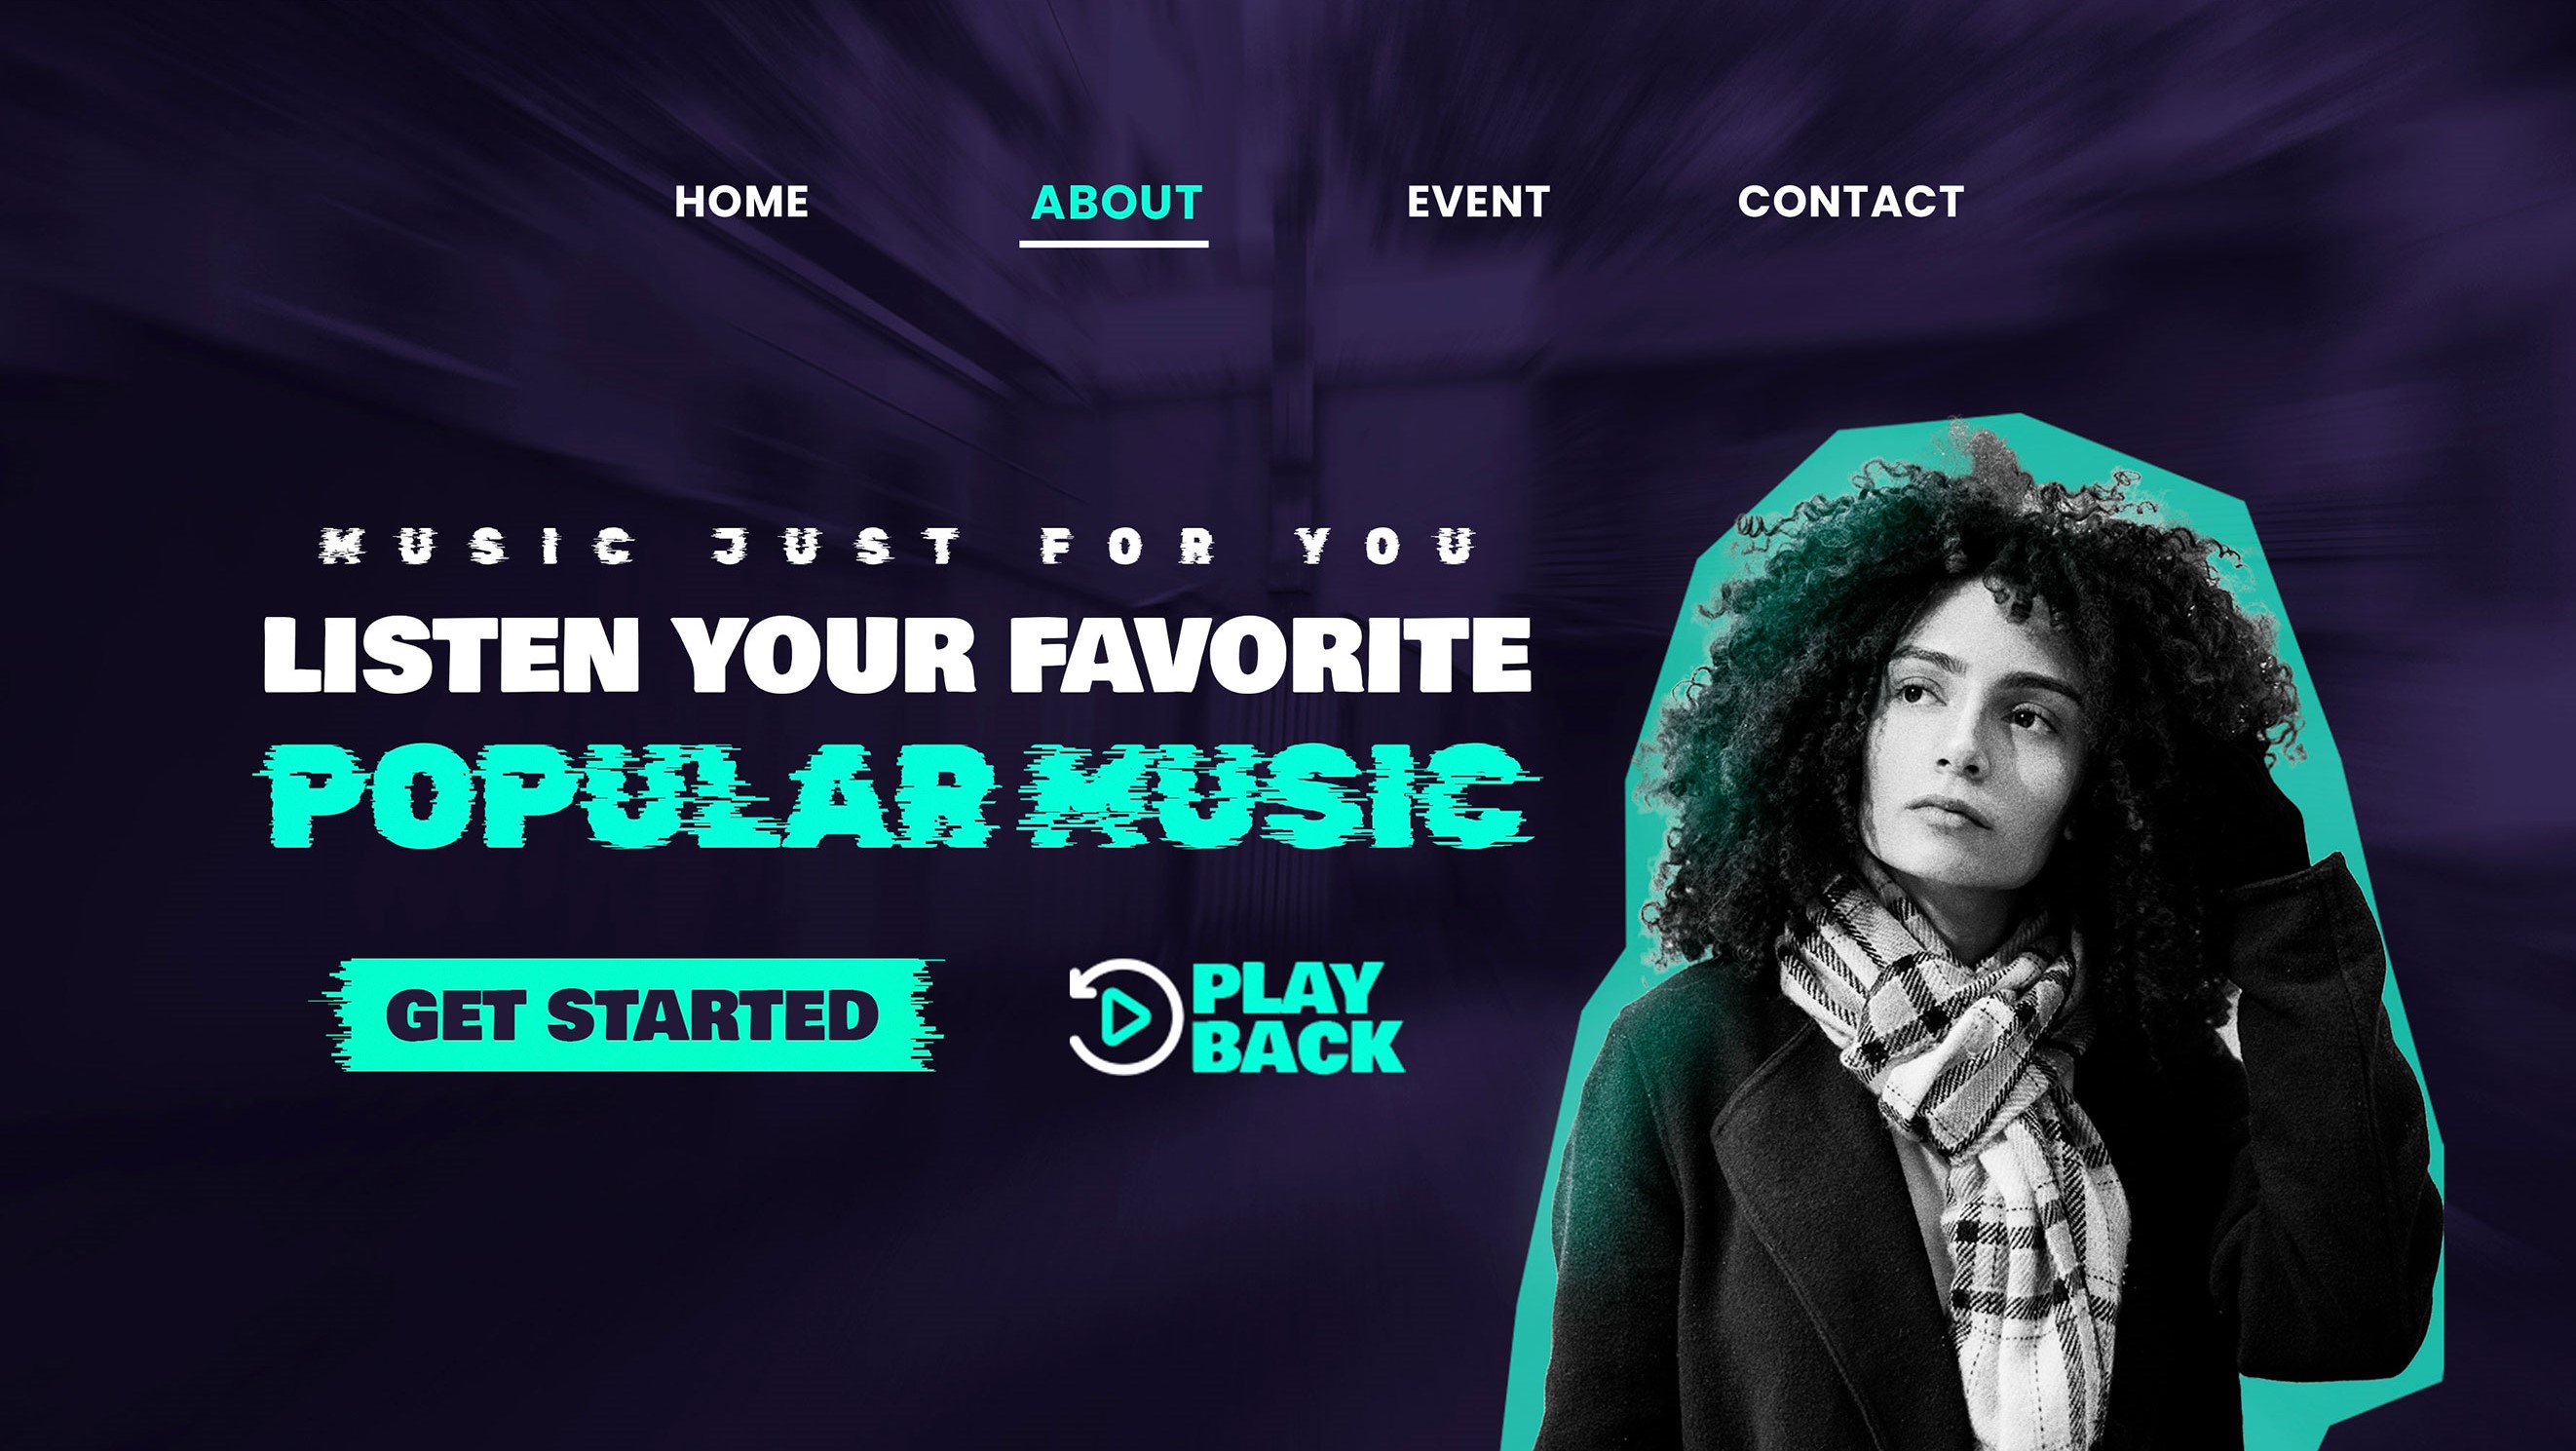 HOME ABOUT EVENT CONTACT
MUSIC JUST FOR YOU
LISTEN YOUR FAVORITE
POPULAR MUSIC
GET STARTED
PLAY
BACK